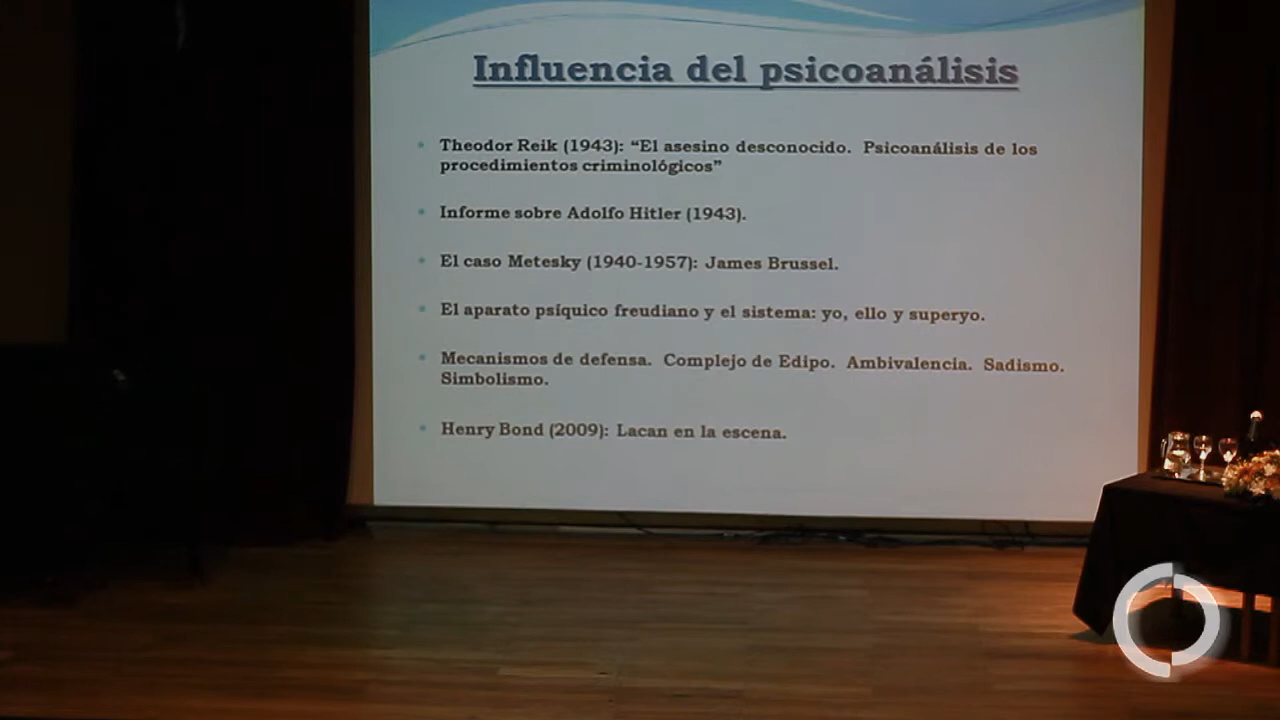 Influencia del psicoanálisis
Theodor Reik (1943): “El asesino desconocido. Psicoanálisis de los
procedimientos criminológicos”
Informe sobre Adolfo Hitler (1943).
El caso Metesky (1940-1957): James Brussel.
El aparato psíquico freudiano y el sistema: yo, ello y superyo.
Mecanismos de defensa. Complejo de Edipo. Ambivalencia. Sadismo.
Simbolismo.
Henry Bond (2009): Lacan en la escena.